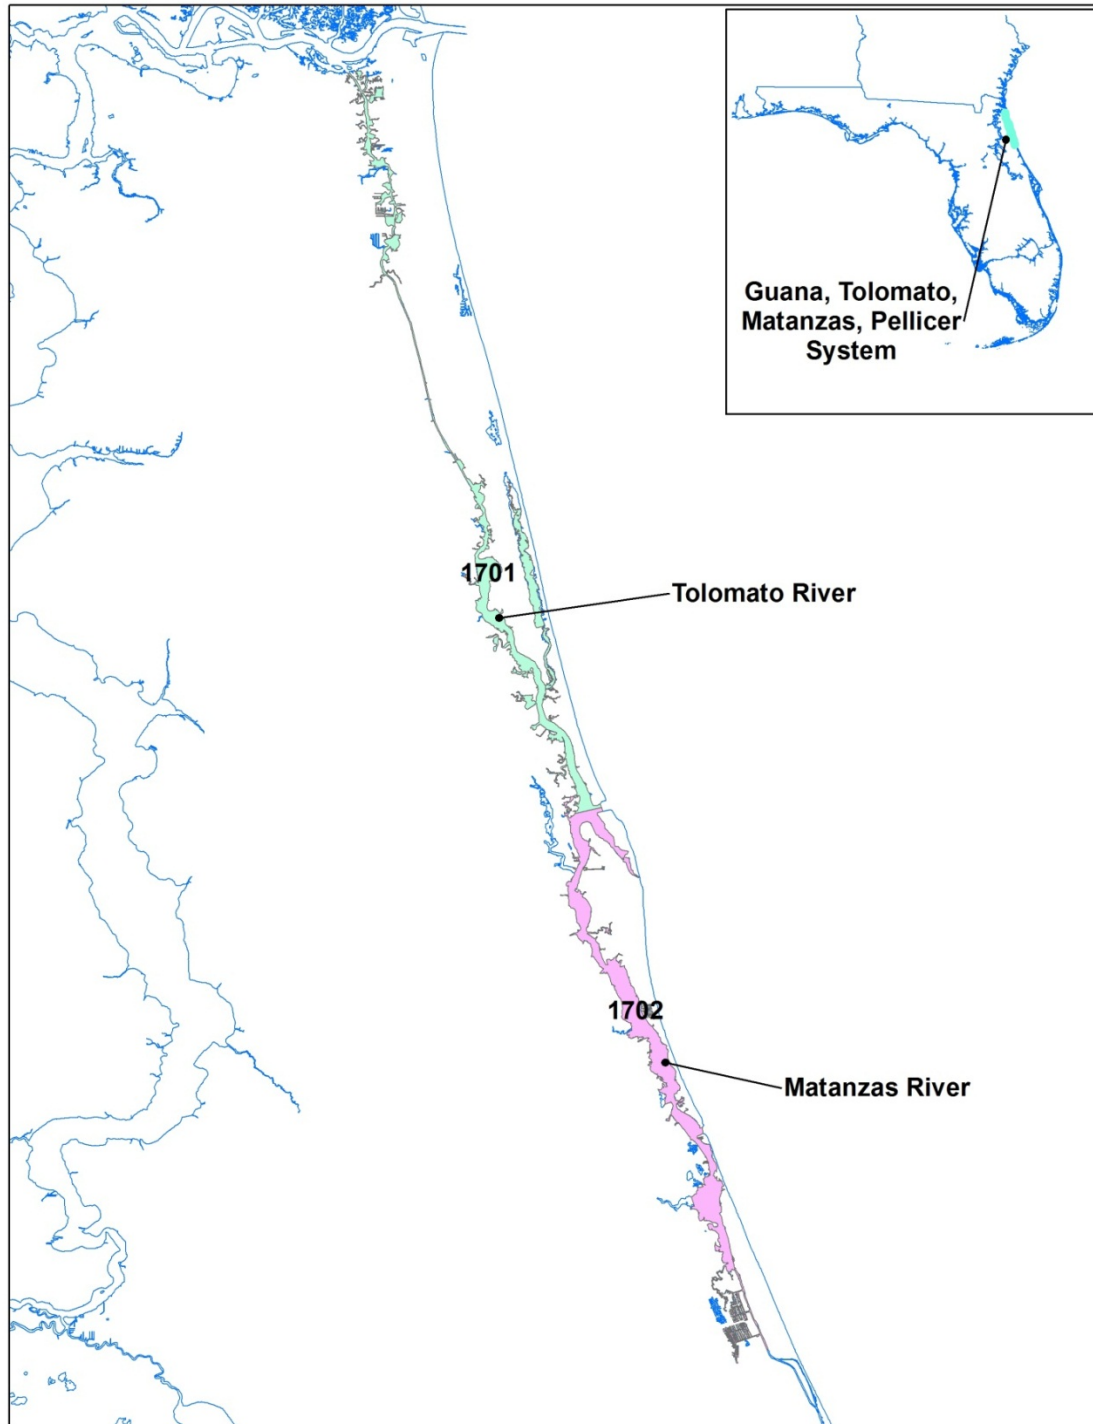 Guana, Tolomato,
Matanzas, Pellicer
System
1701
Tolomato River
1702
Matanzas River